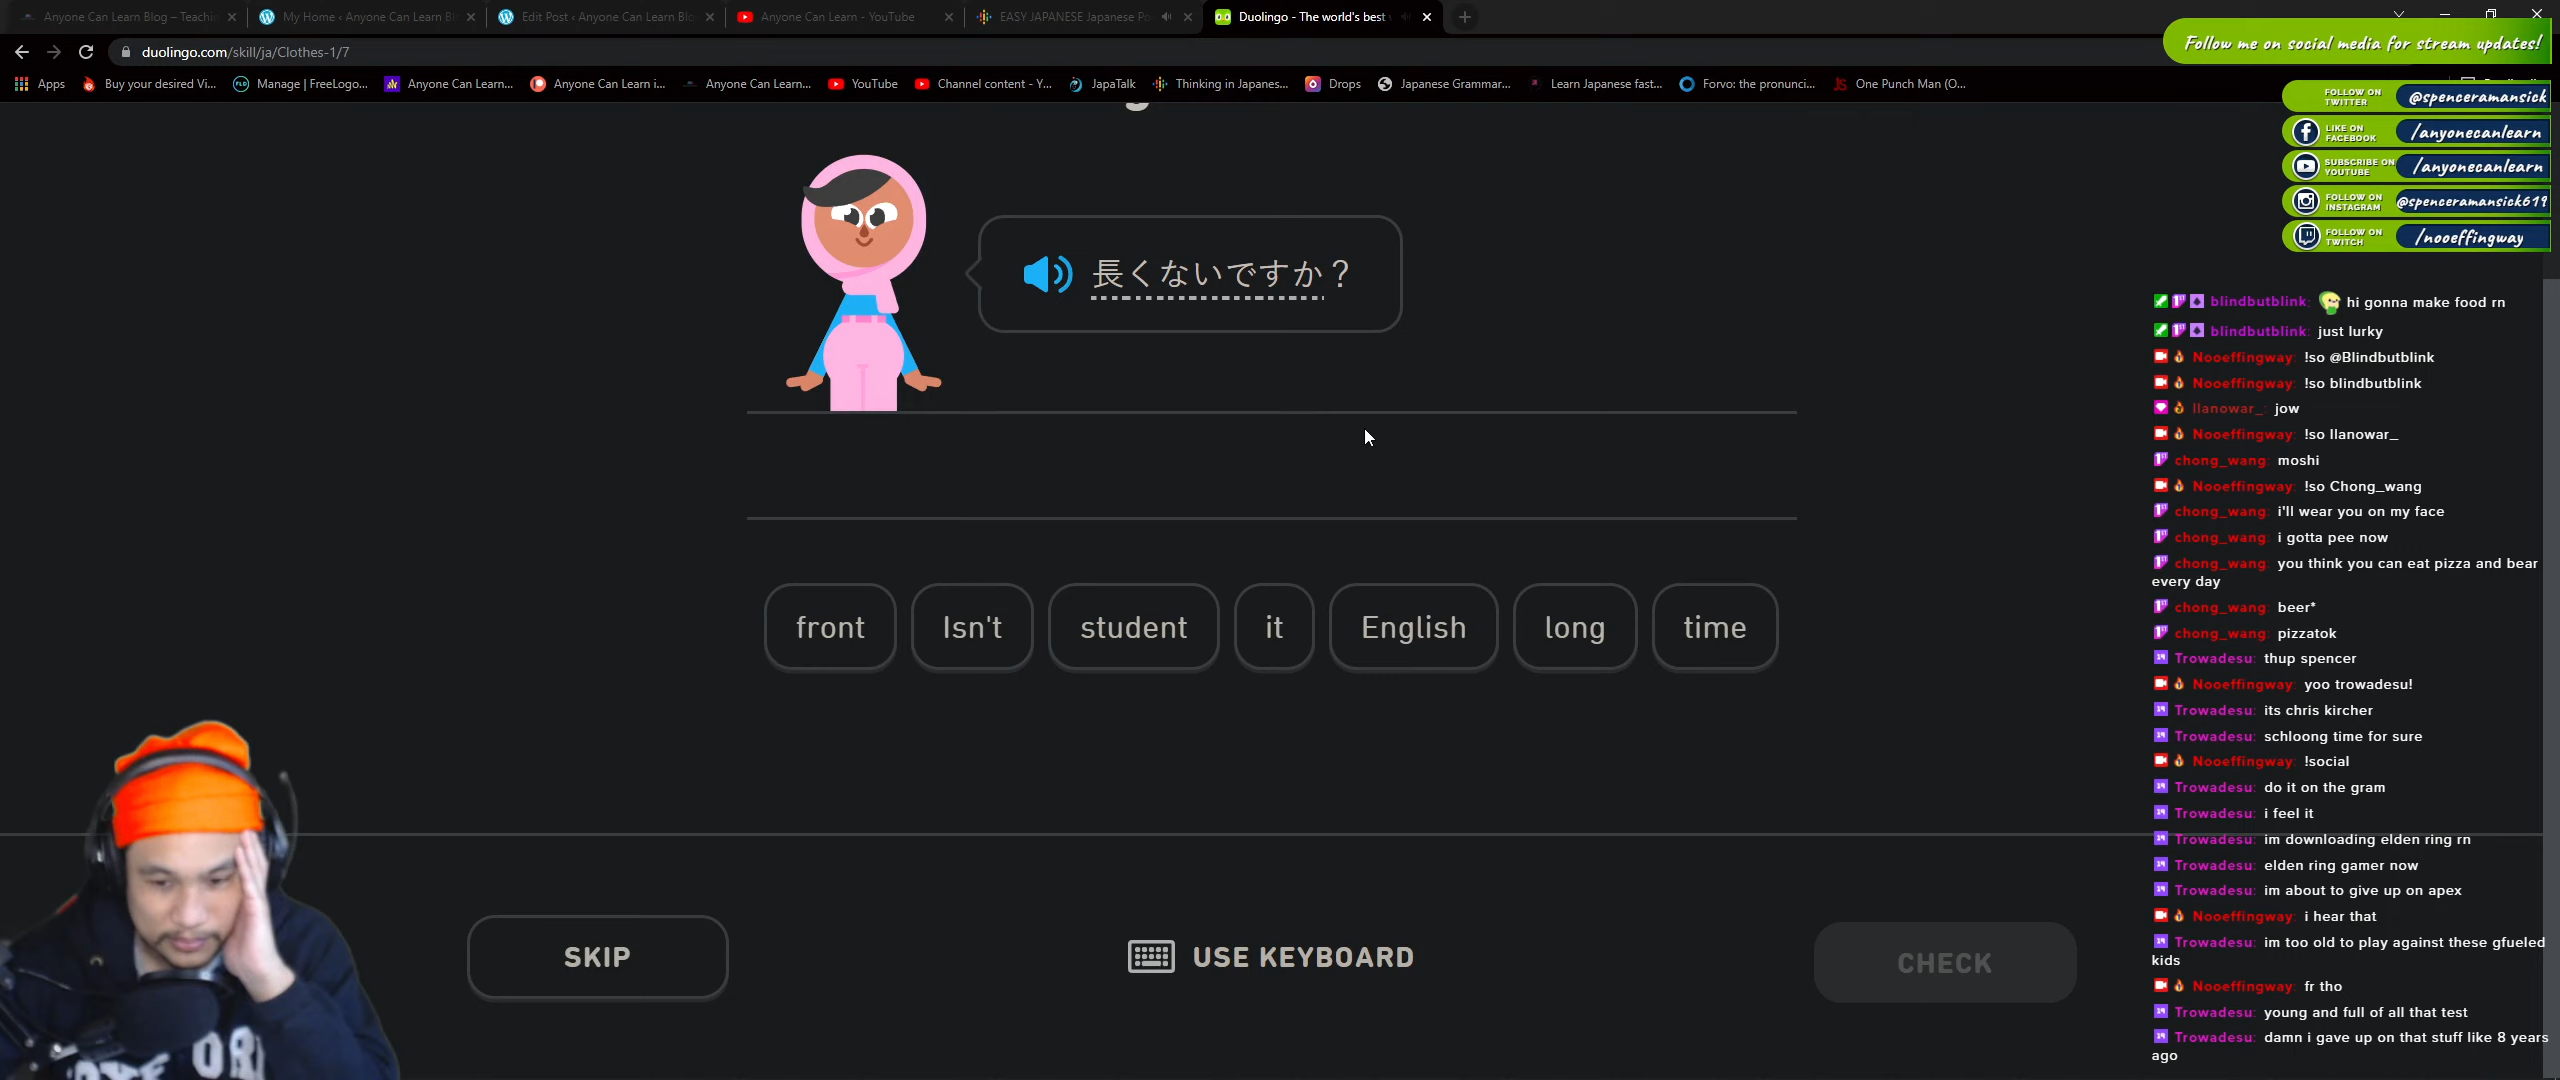 Anyone Can Learn Blog – Teachi
My Home ‹ Anyone Can Learn Bl
Edit Post ‹ Anyone Can Learn Blo
Anyone Can Learn - YouTube
EASY JAPANESE Japanese Po
Duolingo - The world's best
duolingo.com/skill/ja/Clothes-1/7
Apps
Buy your desired Vi...
Manage | FreeLogo...
Anyone Can Learn...
Anyone Can Learn i...
Anyone Can Learn...
YouTube
Channel content - Y...
JapaTalk
Thinking in Japanes...
Drops
Japanese Grammar...
Learn Japanese fast...
Forvo: the pronunci...
One Punch Man (O...
Follow me on social media for stream updates!
FOLLOW ON TWITTER @spenceramansick
LIKE ON FACEBOOK /anyonecanlearn
SUBSCRIBE ON YOUTUBE /anyonecanlearn
FOLLOW ON INSTAGRAM @spenceramansick619
FOLLOW ON TWITCH /nooeffingway
長くないですか？
front
Isn't
student
it
English
long
time
SKIP
USE KEYBOARD
CHECK
blindbutblink: hi gonna make food rn
blindbutblink: just lurky
Nooeffingway: !so @Blindbutblink
Nooeffingway: !so blindbutblink
llanowar_: jow
Nooeffingway: !so llanowar_
chong_wang: moshi
Nooeffingway: !so Chong_wang
chong_wang: i'll wear you on my face
chong_wang: i gotta pee now
chong_wang: you think you can eat pizza and bear
every day
chong_wang: beer*
chong_wang: pizzatok
Trowadesu: thup spencer
Nooeffingway: yoo trowadesu!
Trowadesu: its chris kircher
Trowadesu: schloong time for sure
Nooeffingway: !social
Trowadesu: do it on the gram
Trowadesu: i feel it
Trowadesu: im downloading elden ring rn
Trowadesu: elden ring gamer now
Trowadesu: im about to give up on apex
Nooeffingway: i hear that
Trowadesu: im too old to play against these gfueled
kids
Nooeffingway: fr tho
Trowadesu: young and full of all that test
Trowadesu: damn i gave up on that stuff like 8 years
ago